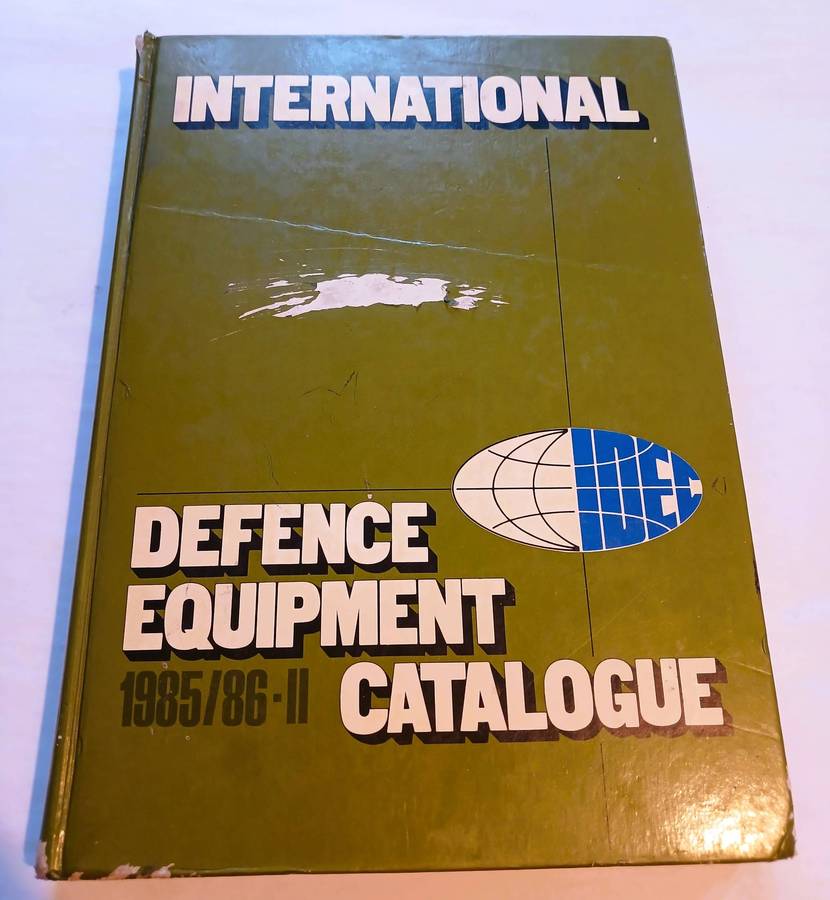 INTERNATIONAL
IDEC
DEFENCE
EQUIPMENT
1985/86·II CATALOGUE